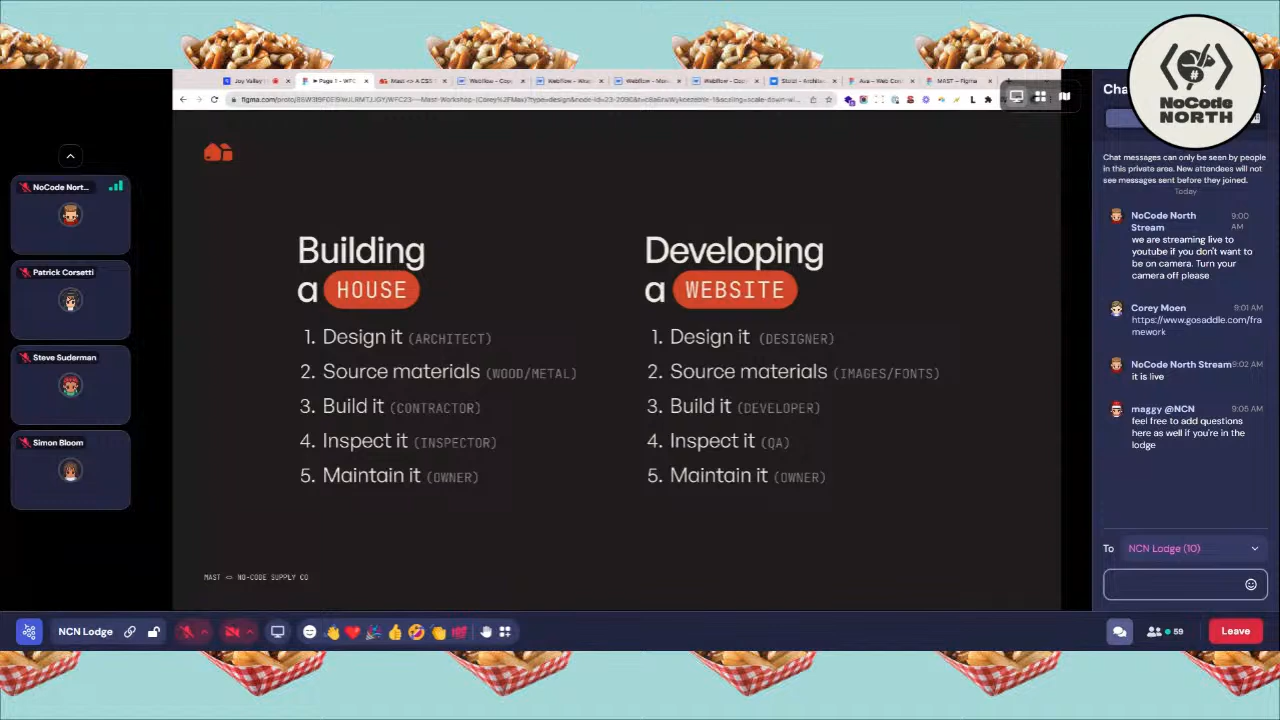 NoCode
NORTH
Building
a HOUSE
1. Design it (ARCHITECT)
2. Source materials (WOOD/METAL)
3. Build it (CONTRACTOR)
4. Inspect it (INSPECTOR)
5. Maintain it (OWNER)
Developing
a WEBSITE
1. Design it (DESIGNER)
2. Source materials (IMAGES/FONTS)
3. Build it (DEVELOPER)
4. Inspect it (QA)
5. Maintain it (OWNER)
MAST <> NO-CODE SUPPLY CO
NoCode Nort...
Patrick Corsetti
Steve Suderman
Simon Bloom
Cha
Chat messages can only be seen by people
in this private area. New attendees will not
see messages sent before they joined.
Today
NoCode North Stream 9:00 AM
we are streaming live to
youtube if you don't want to
be on camera. Turn your
camera off please
Corey Moen 9:01 AM
https://www.gosaddle.com/fra
mework
NoCode North Stream 9:02 AM
it is live
maggy @NCN 9:05 AM
feel free to add questions
here as well if you're in the
lodge
To NCN Lodge (10)
NCN Lodge
59
Leave